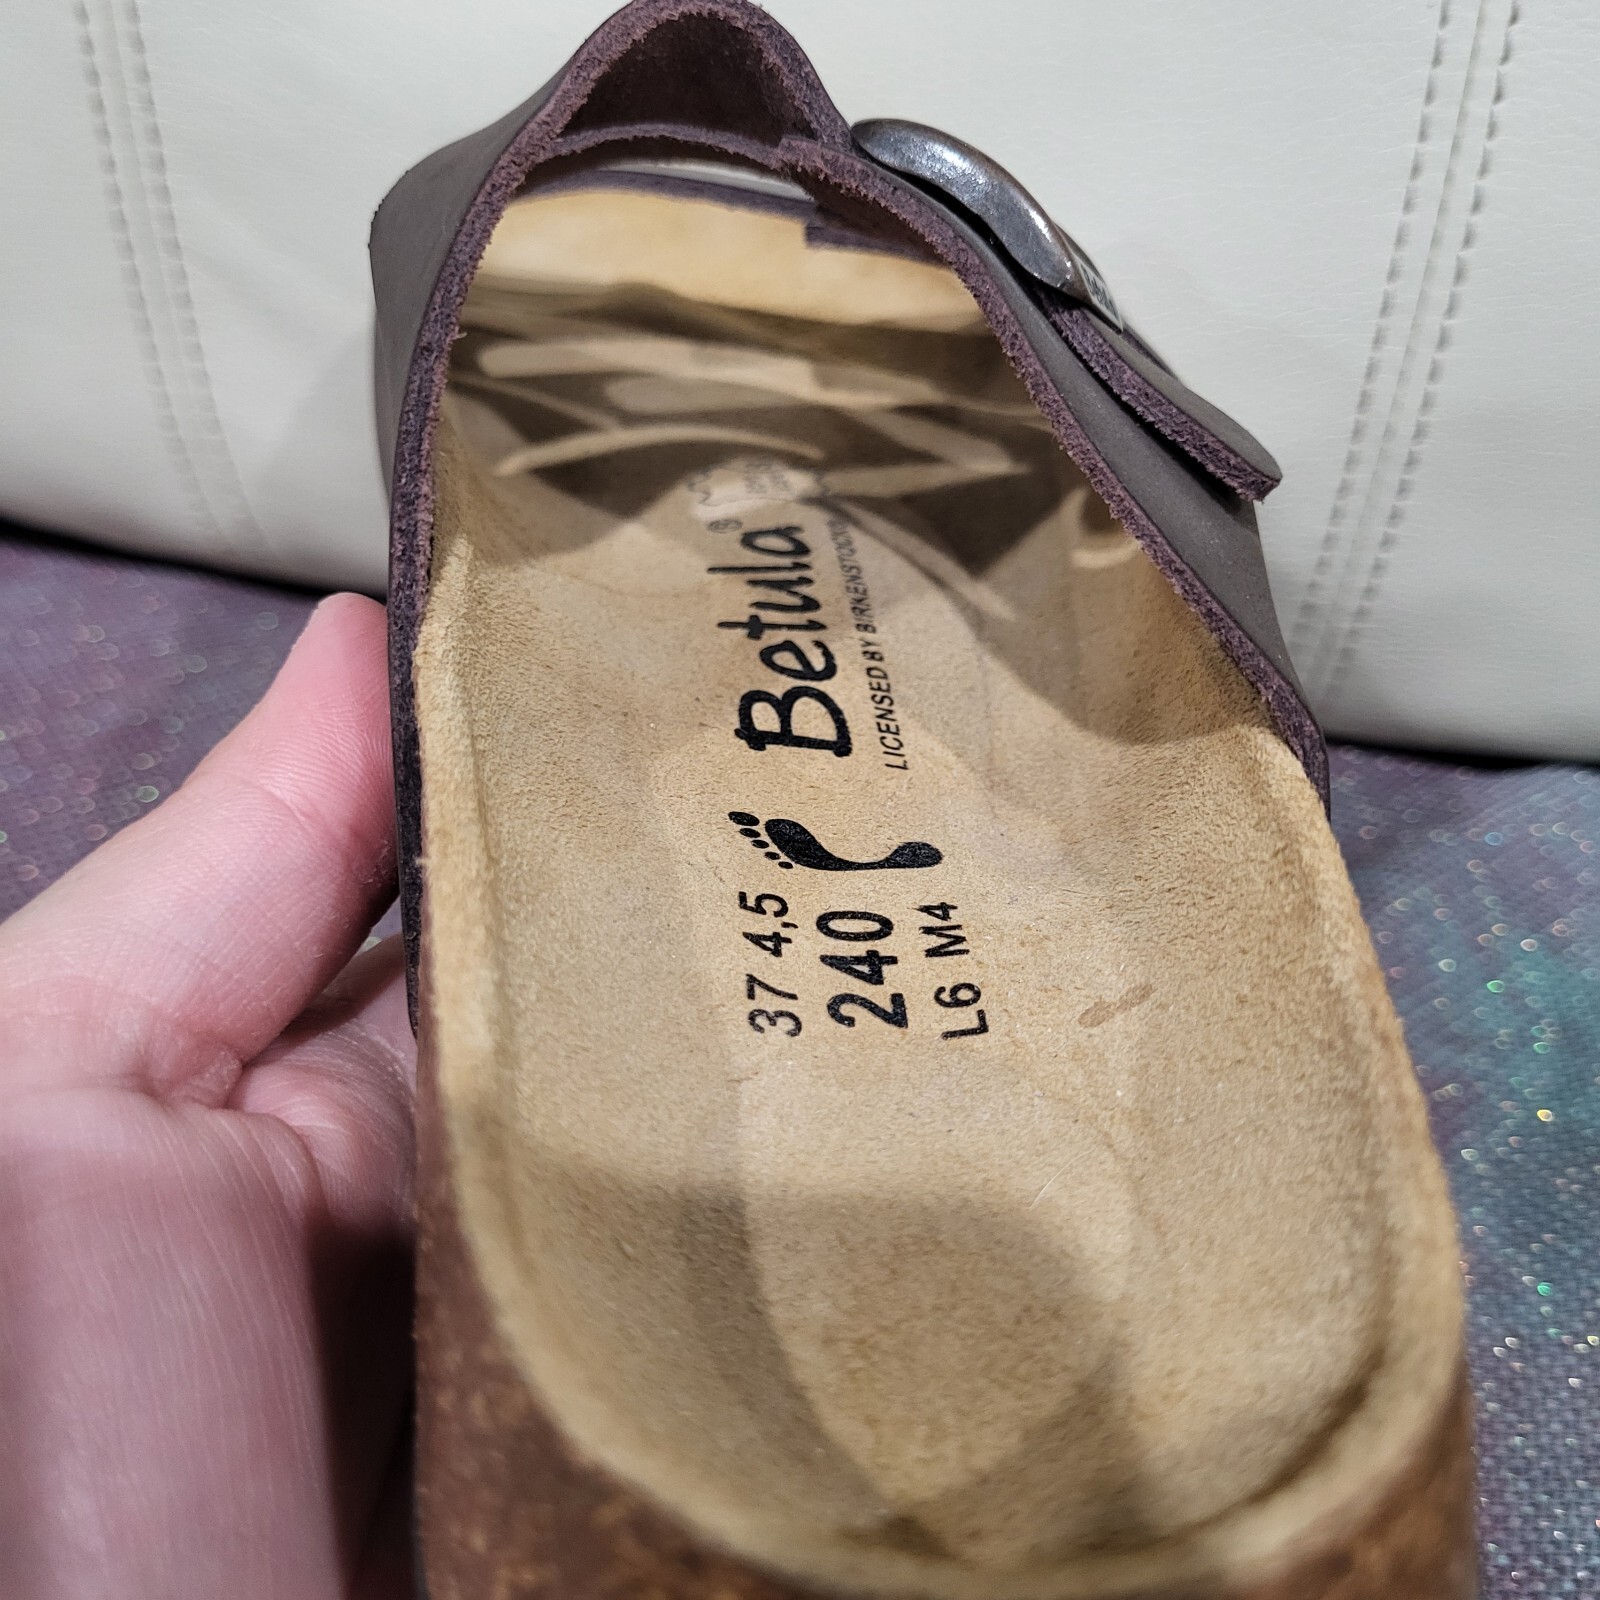 Betula®
LICENSED BY BIRKENSTOCK®
37 4,5
240
L6 M4